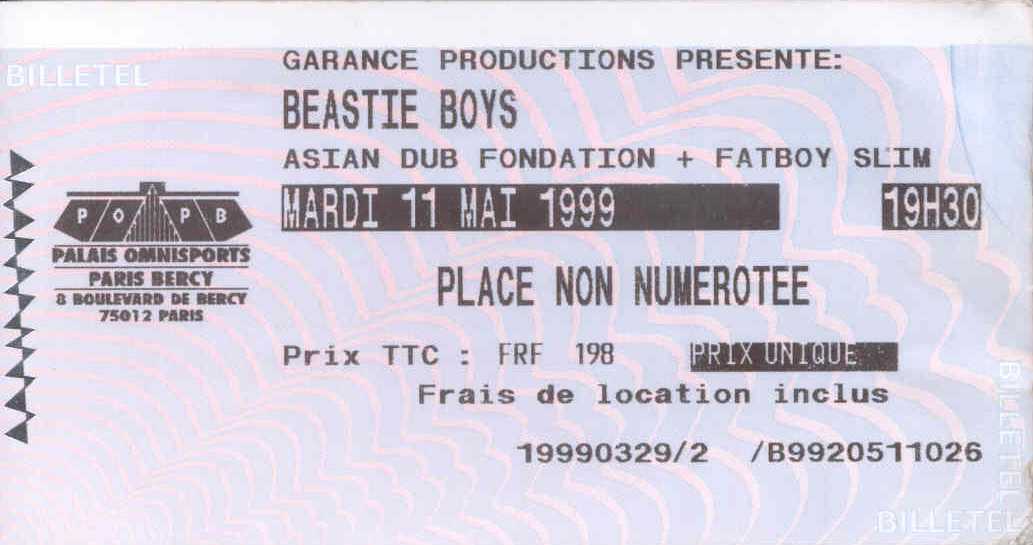 BILLETEL
GARANCE PRODUCTIONS PRESENTE:
BEASTIE BOYS
ASIAN DUB FONDATION + FATBOY SLIM
MARDI 11 MAI 1999 19H30
POPB
PALAIS OMNISPORTS
PARIS BERCY
8 BOULEVARD DE BERCY
75012 PARIS
PLACE NON NUMEROTEE
Prix TTC : FRF 198 PRIX UNIQUE
Frais de location inclus
19990329/2 /B9920511026
BILLETEL
BILLETEL